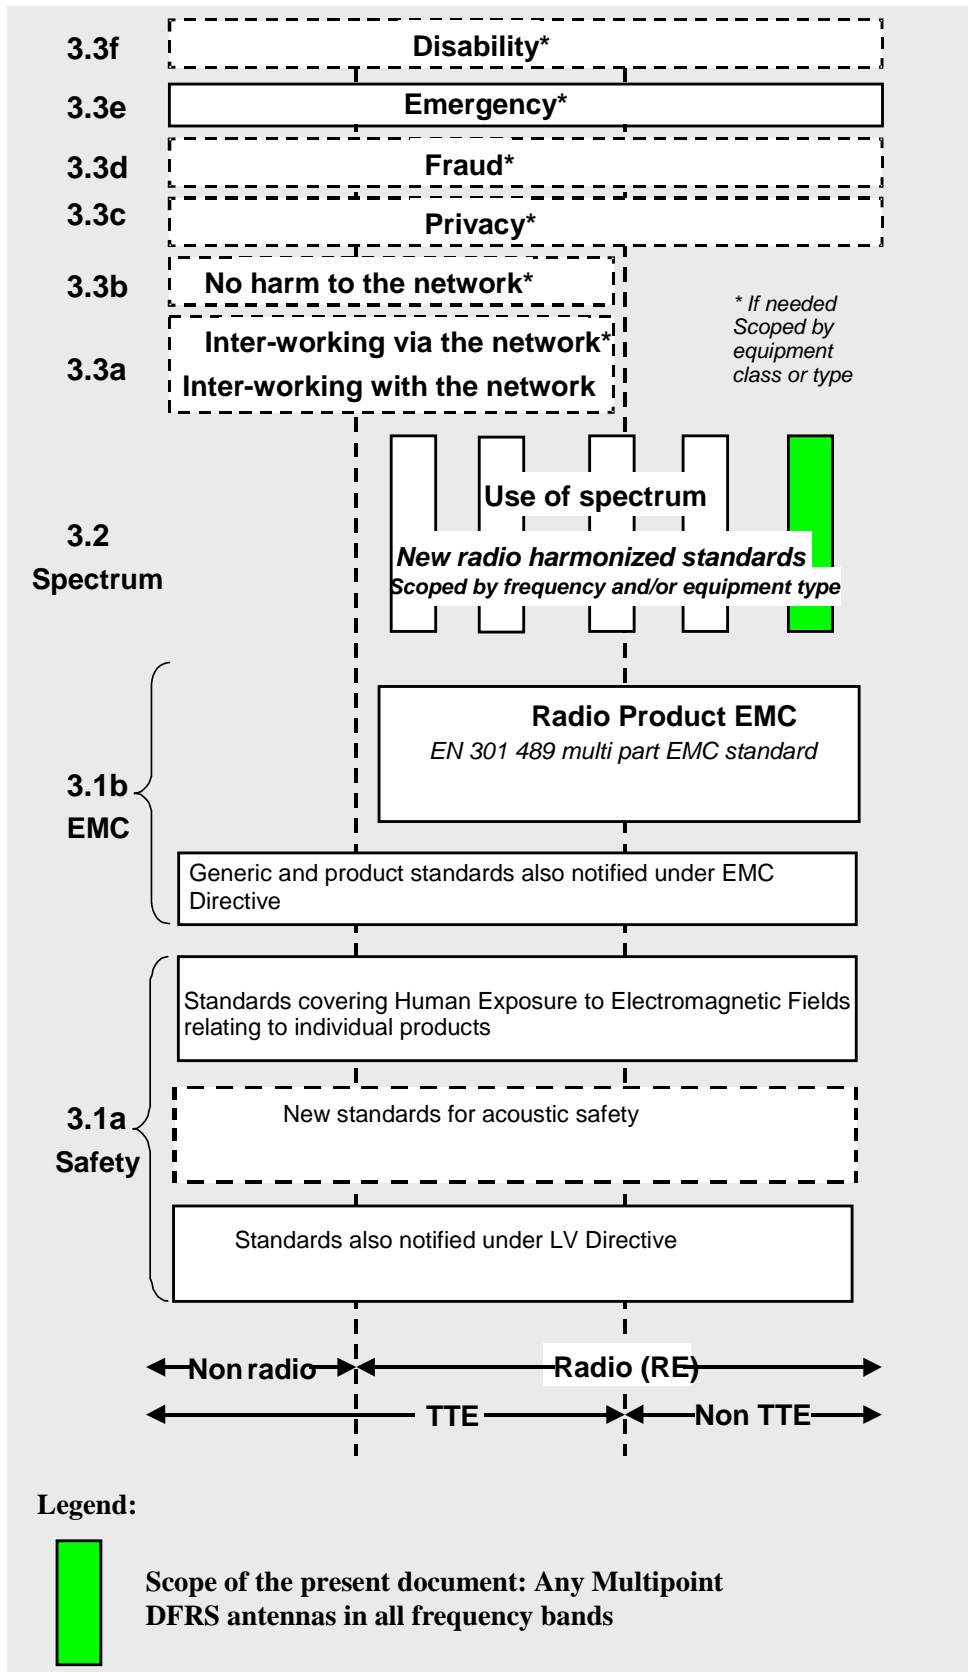 3.3f
Disability*
3.3e
Emergency*
3.3d
Fraud*
3.3c
Privacy*
3.3b
No harm to the network*
3.3a
Inter-working via the network*
Inter-working with the network
* If needed
Scoped by
equipment
class or type
3.2
Spectrum
Use of spectrum
New radio harmonized standards
Scoped by frequency and/or equipment type
3.1b
EMC
Radio Product EMC
EN 301 489 multi part EMC standard
Generic and product standards also notified under EMC
Directive
3.1a
Safety
Standards covering Human Exposure to Electromagnetic Fields
relating to individual products
New standards for acoustic safety
Standards also notified under LV Directive
Non radio
Radio (RE)
TTE
Non TTE
Legend:
Scope of the present document: Any Multipoint
DFRS antennas in all frequency bands